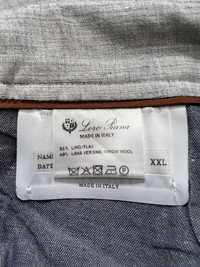 Loro Piana
MADE IN ITALY
51% LINO/FLAX
49% LANA VERGINE, VIRGIN WOOL
NAME
DATE
XXL
MADE IN ITALY